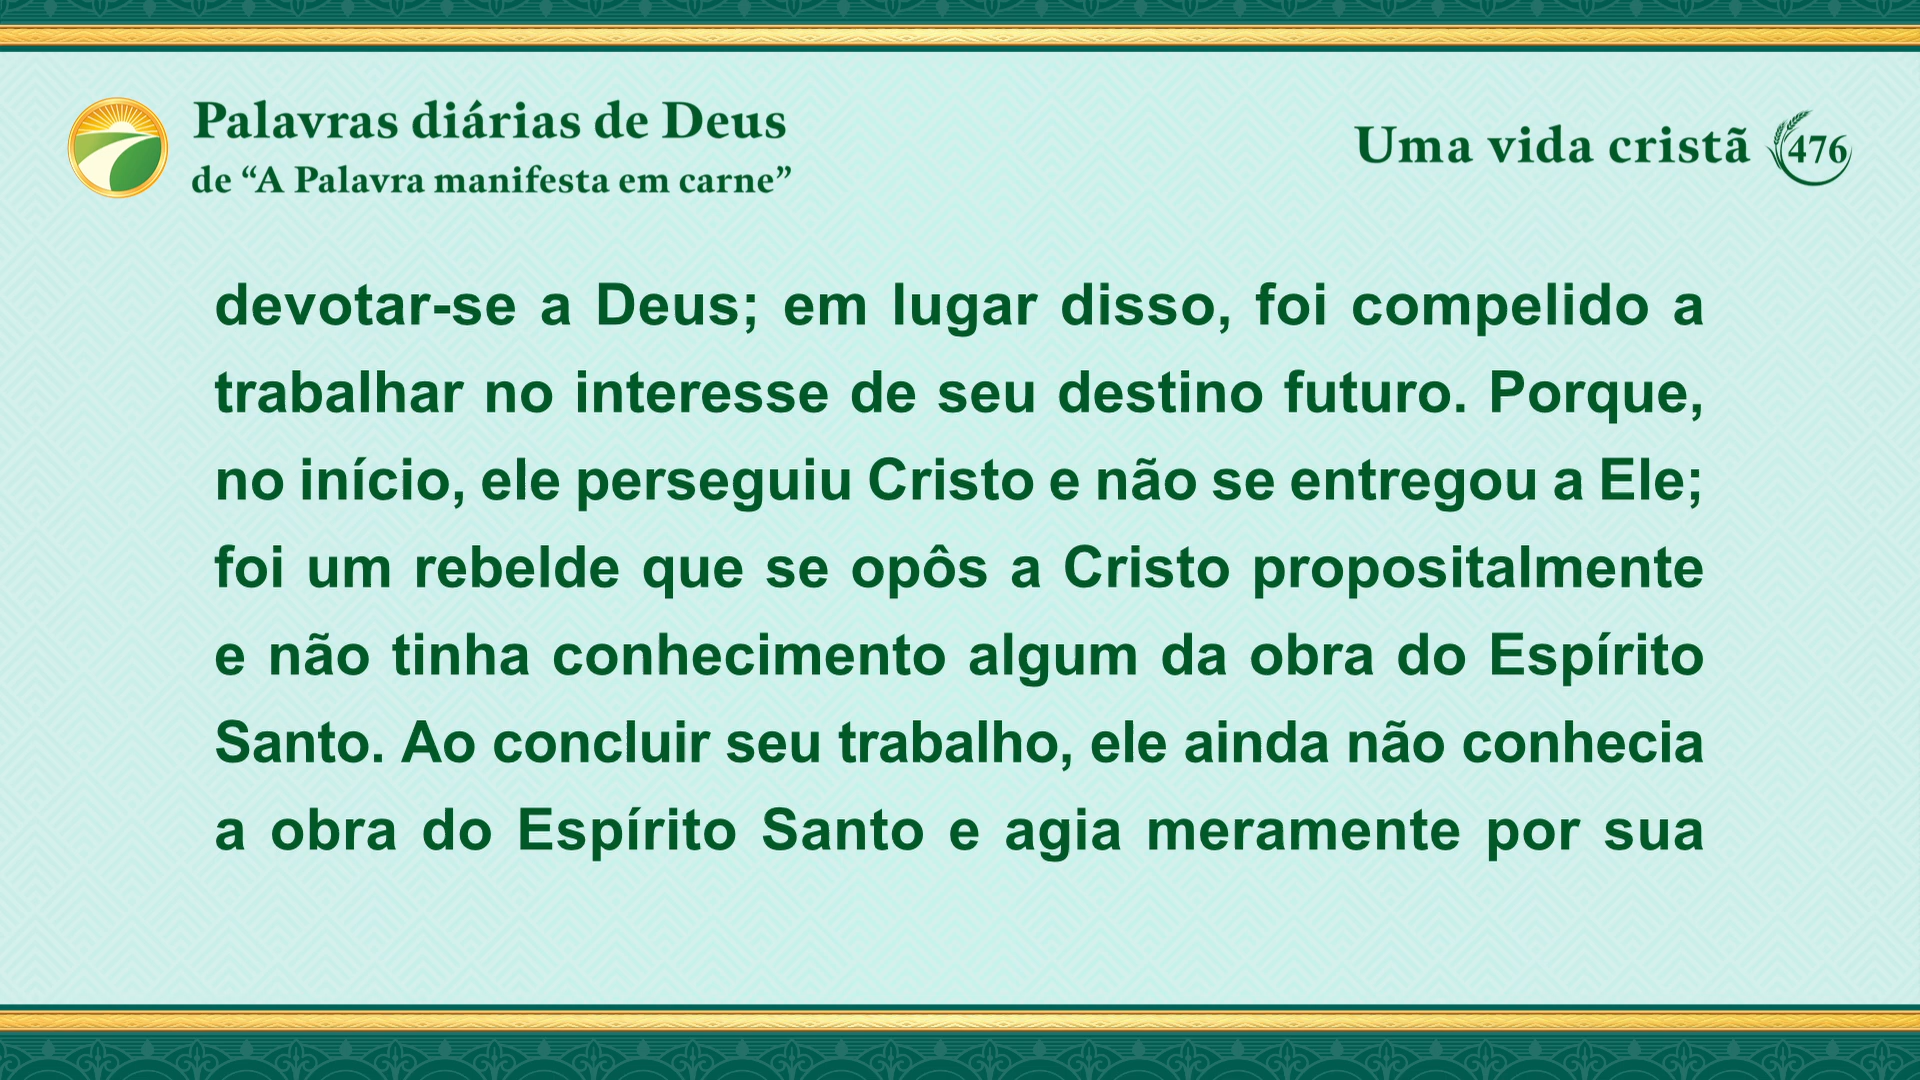 Palavras diárias de Deus
de “A Palavra manifesta em carne”
Uma vida cristã 476
devotar-se a Deus; em lugar disso, foi compelido a
trabalhar no interesse de seu destino futuro. Porque,
no início, ele perseguiu Cristo e não se entregou a Ele;
foi um rebelde que se opôs a Cristo propositalmente
e não tinha conhecimento algum da obra do Espírito
Santo. Ao concluir seu trabalho, ele ainda não conhecia
a obra do Espírito Santo e agia meramente por sua